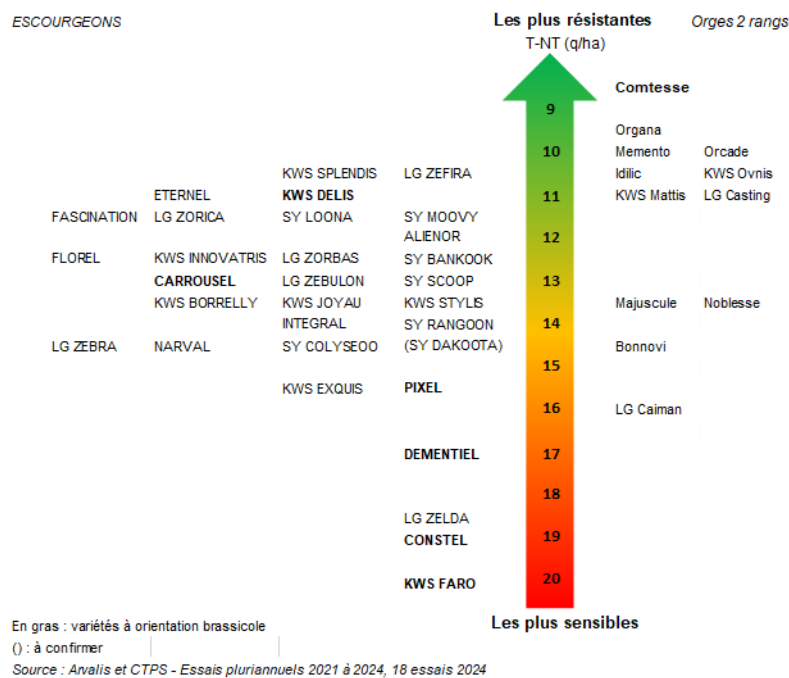 ESCOURGEONS Les plus résistantes Orges 2 rangs
T-NT (q/ha)
Comtesse
9
Organa
10 Memento Orcade
KWS SPLENDIS LG ZEFIRA Idilic KWS Ovnis
ETERNEL KWS DELIS 11 KWS Mattis LG Casting
FASCINATION LG ZORICA SY LOONA SY MOOVY
ALIENOR 12
FLOREL KWS INNOVATRIS LG ZORBAS SY BANKOOK
CARROUSEL LG ZEBULON SY SCOOP 13
KWS BORRELLY KWS JOYAU KWS STYLIS Majuscule Noblesse
INTEGRAL SY RANGOON 14
LG ZEBRA NARVAL SY COLYSEOO (SY DAKOOTA) Bonnovi
15
KWS EXQUIS PIXEL
16 LG Caiman
DEMENTIEL 17
18
LG ZELDA
CONSTEL 19
KWS FARO 20
En gras : variétés à orientation brassicole Les plus sensibles
() : à confirmer
Source : Arvalis et CTPS - Essais pluriannuels 2021 à 2024, 18 essais 2024